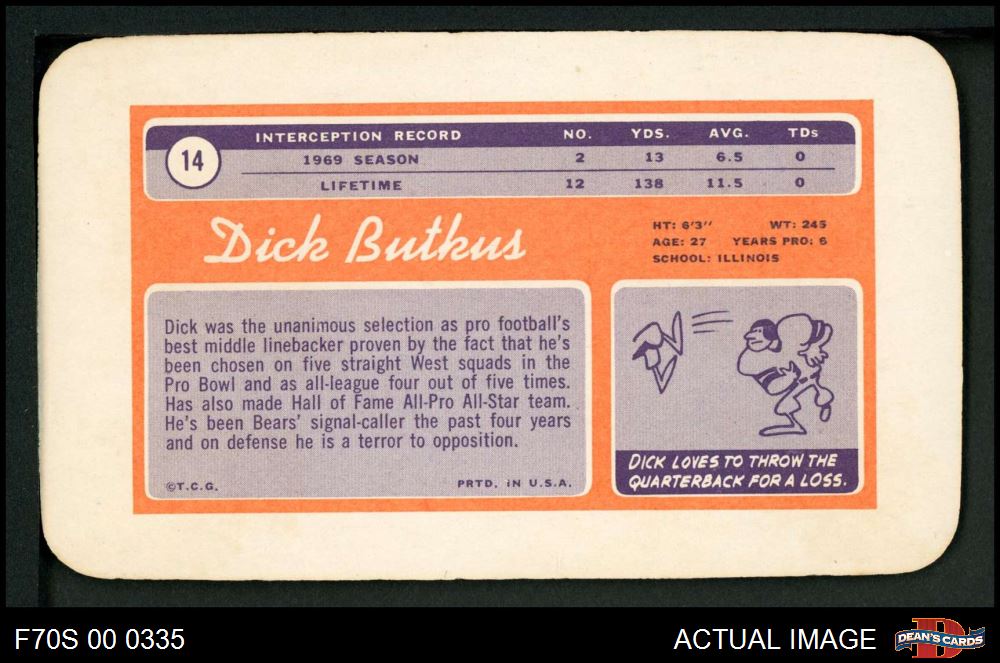 INTERCEPTION RECORD NO. YDS. AVG. TDs
14
1969 SEASON 2 13 6.5 0
LIFETIME 12 138 11.5 0
Dick Butkus
HT: 6'3'' WT: 245
AGE: 27 YEARS PRO: 6
SCHOOL: ILLINOIS
Dick was the unanimous selection as pro football's
best middle linebacker proven by the fact that he's
been chosen on five straight West squads in the
Pro Bowl and as all-league four out of five times.
Has also made Hall of Fame All-Pro All-Star team.
He's been Bears' signal-caller the past four years
and on defense he is a terror to opposition.
©T.C.G. PRTD. IN U.S.A.
DICK LOVES TO THROW THE
QUARTERBACK FOR A LOSS.
F70S 00 0335
ACTUAL IMAGE
D
DEAN'S CARDS